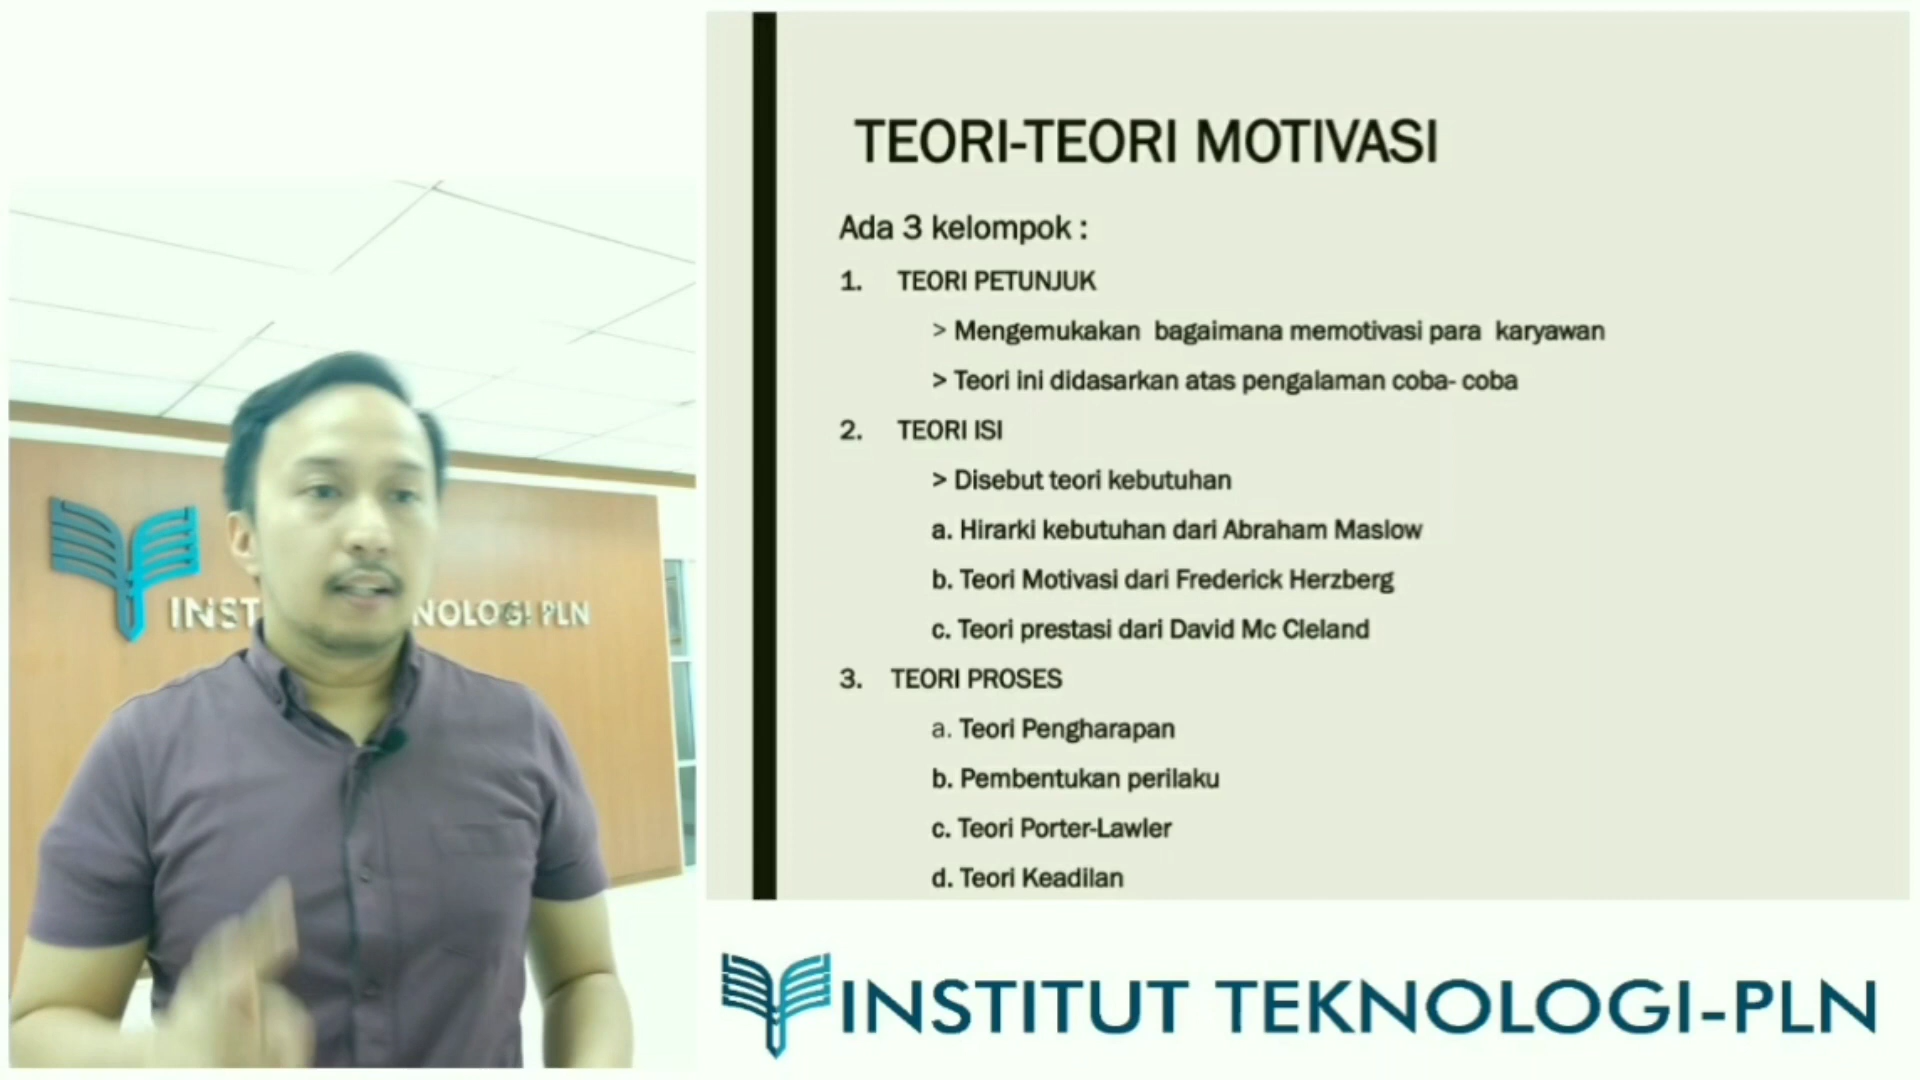 TEORI-TEORI MOTIVASI
Ada 3 kelompok :
1. TEORI PETUNJUK
> Mengemukakan bagaimana memotivasi para karyawan
> Teori ini didasarkan atas pengalaman coba- coba
2. TEORI ISI
> Disebut teori kebutuhan
a. Hirarki kebutuhan dari Abraham Maslow
b. Teori Motivasi dari Frederick Herzberg
c. Teori prestasi dari David Mc Cleland
3. TEORI PROSES
a. Teori Pengharapan
b. Pembentukan perilaku
c. Teori Porter-Lawler
d. Teori Keadilan
INST NOLOGI-PLN
INSTITUT TEKNOLOGI-PLN